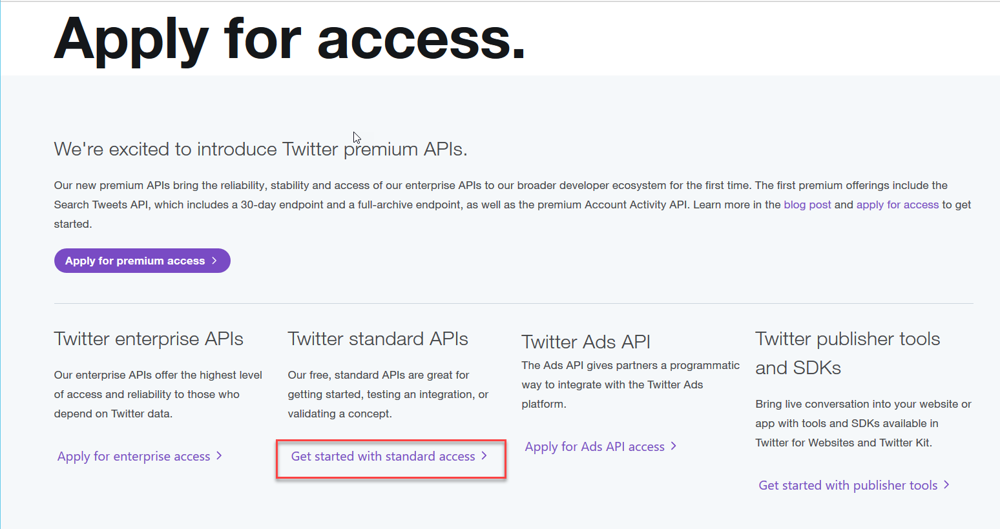 Apply for access.
We're excited to introduce Twitter premium APIs.
Our new premium APIs bring the reliability, stability and access of our enterprise APIs to our broader developer ecosystem for the first time. The first premium offerings include the
Search Tweets API, which includes a 30-day endpoint and a full-archive endpoint, as well as the premium Account Activity API. Learn more in the blog post and apply for access to get
started.
Apply for premium access
Twitter enterprise APIs
Our enterprise APIs offer the highest level
of access and reliability to those who
depend on Twitter data.
Apply for enterprise access
Twitter standard APIs
Our free, standard APIs are great for
getting started, testing an integration, or
validating a concept.
Get started with standard access
Twitter Ads API
The Ads API gives partners a programmatic
way to integrate with the Twitter Ads
platform.
Apply for Ads API access
Twitter publisher tools
and SDKs
Bring live conversation into your website or
app with tools and SDKs available in
Twitter for Websites and Twitter Kit.
Get started with publisher tools